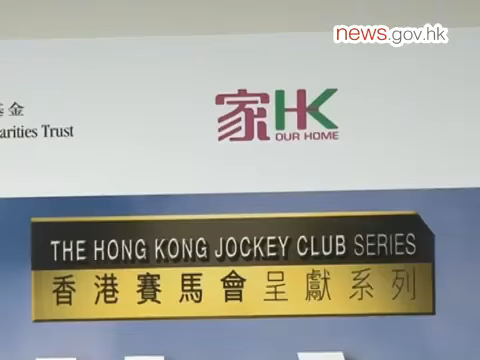 news.gov.hk
金
arities Trust
家HK
OUR HOME
THE HONG KONG JOCKEY CLUB SERIES
香港賽馬會呈獻系列